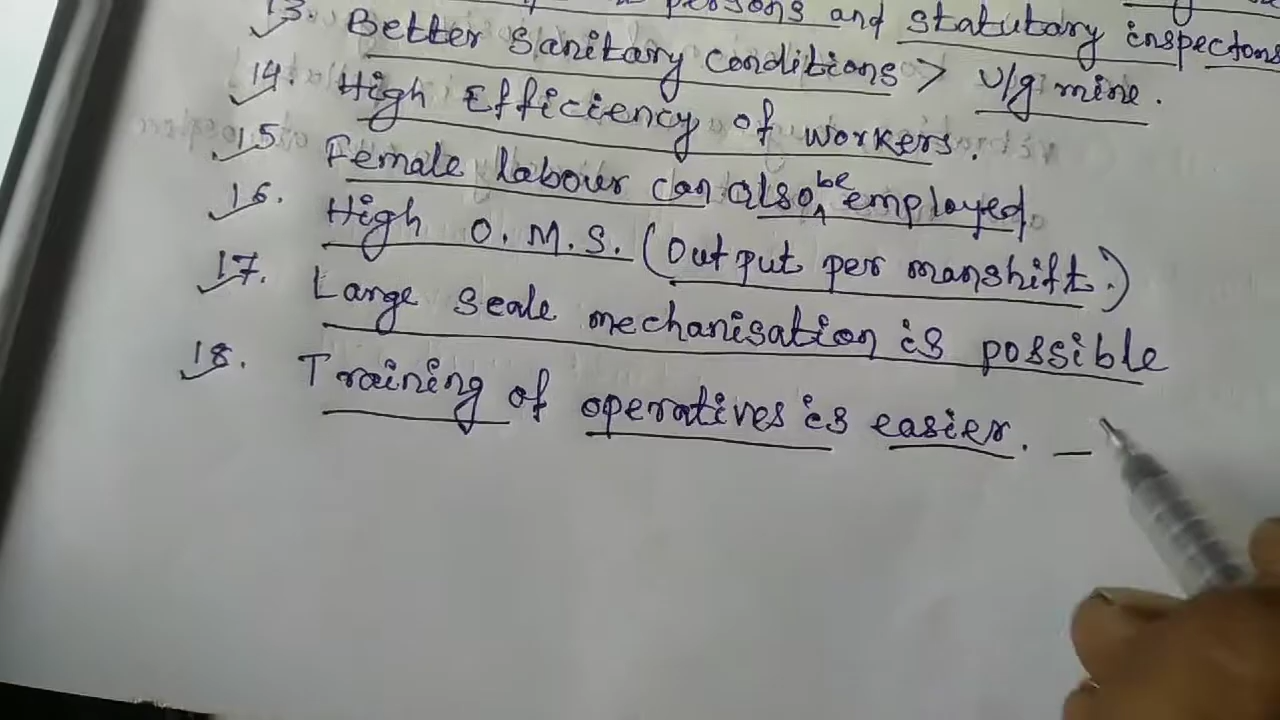 persons and statutory inspectors
13. Better Sanitary Conditions > U/g mine.
14. High Efficiency of workers.
15. Female labour can also be employed.
16. High O.M.S. (Output per manshift.)
17. Large Scale mechanisation is possible
18. Training of operatives is easier. —